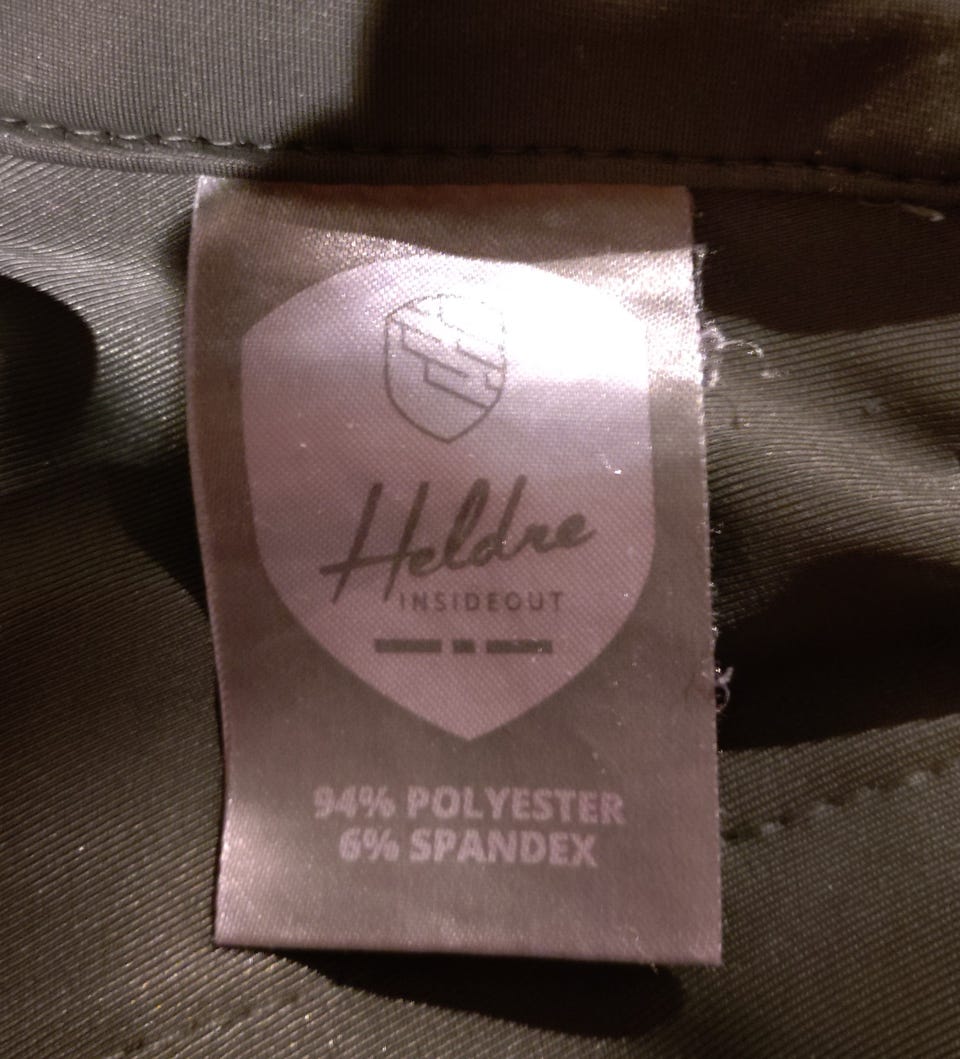 Heldre
INSIDEOUT
94% POLYESTER
6% SPANDEX